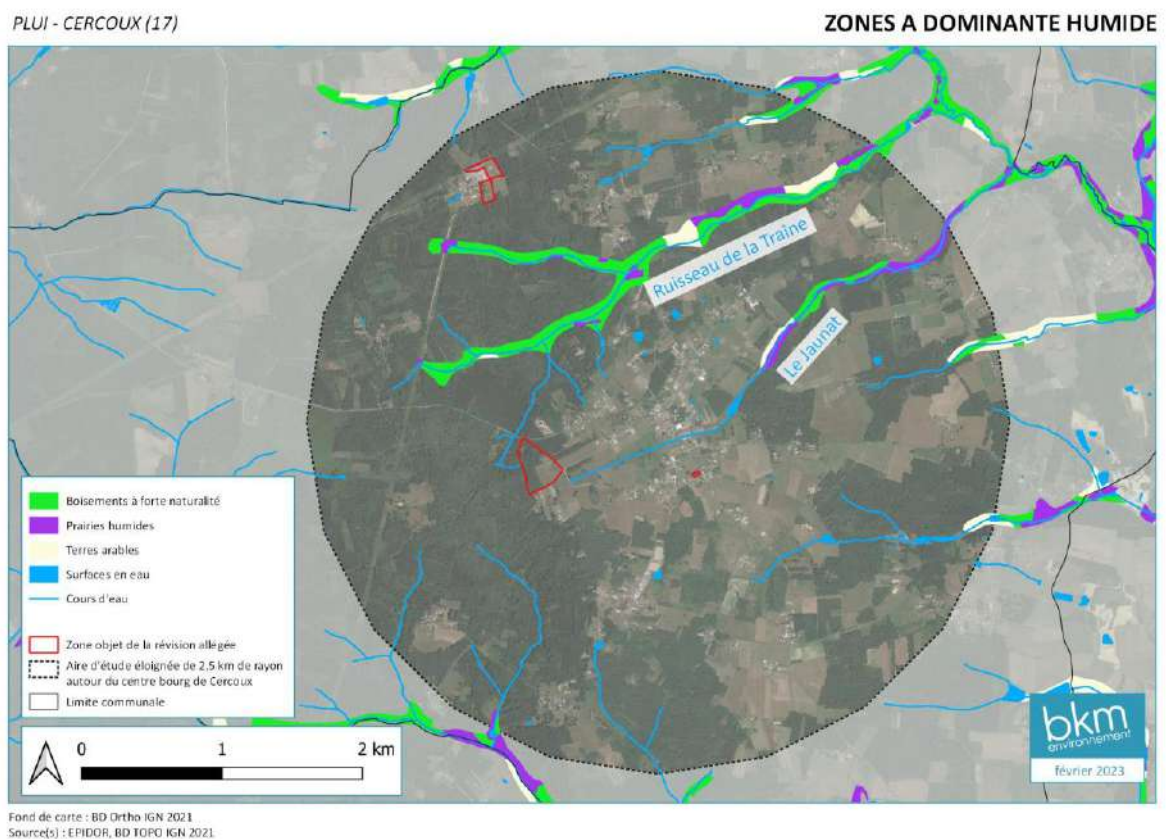 PLUI - CERCOUX (17)
ZONES A DOMINANTE HUMIDE
Ruisseau de la Traîne
Le Jaunat
Boisements à forte naturalité
Prairies humides
Terres arables
Surfaces en eau
Cours d'eau
Zone objet de la révision allégée
Aire d'étude éloignée de 2,5 km de rayon
autour du centre bourg de Cercoux
Limite communale
0 1 2 km
bkm
environnement
février 2023
Fond de carte : BD Ortho IGN 2021
Source(s) : EPIDOR, BD TOPO IGN 2021